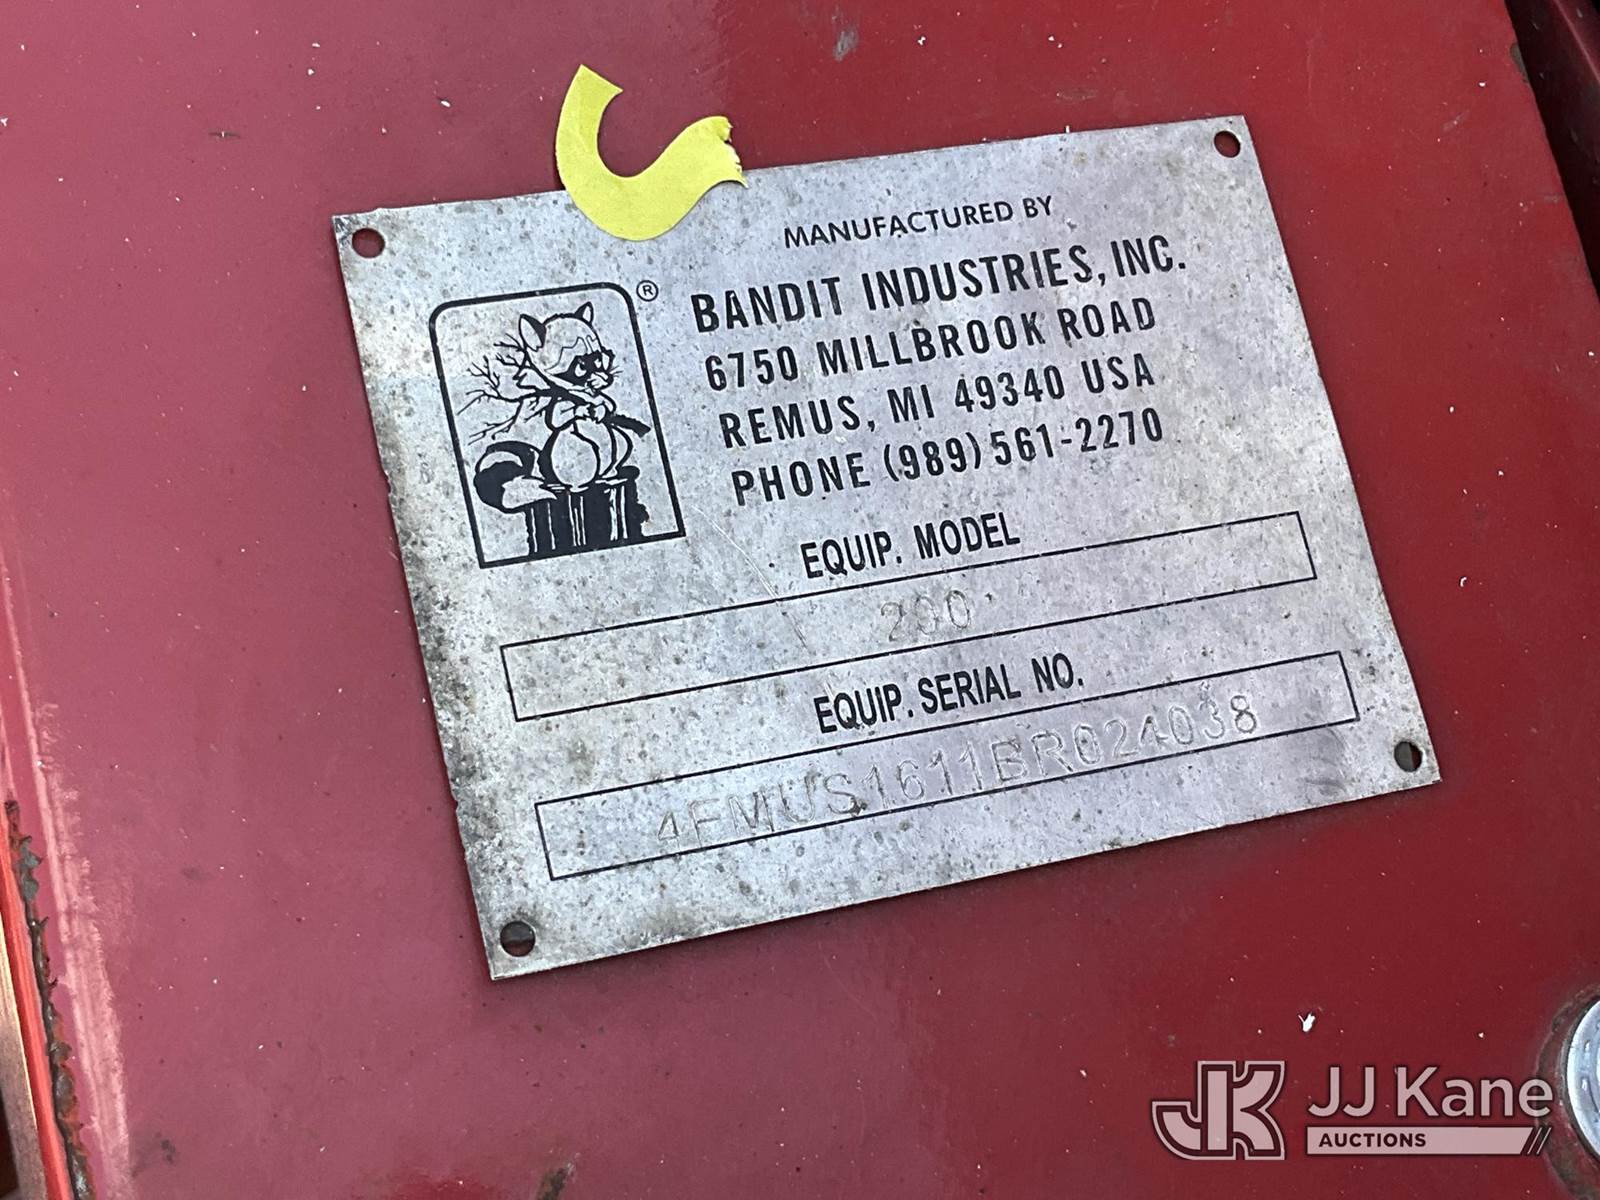 MANUFACTURED BY
®
BANDIT INDUSTRIES, INC.
6750 MILLBROOK ROAD
REMUS, MI 49340 USA
PHONE (989) 561-2270
EQUIP. MODEL
200
EQUIP. SERIAL NO.
4FMUS1611BR024038
JK JJ Kane
AUCTIONS